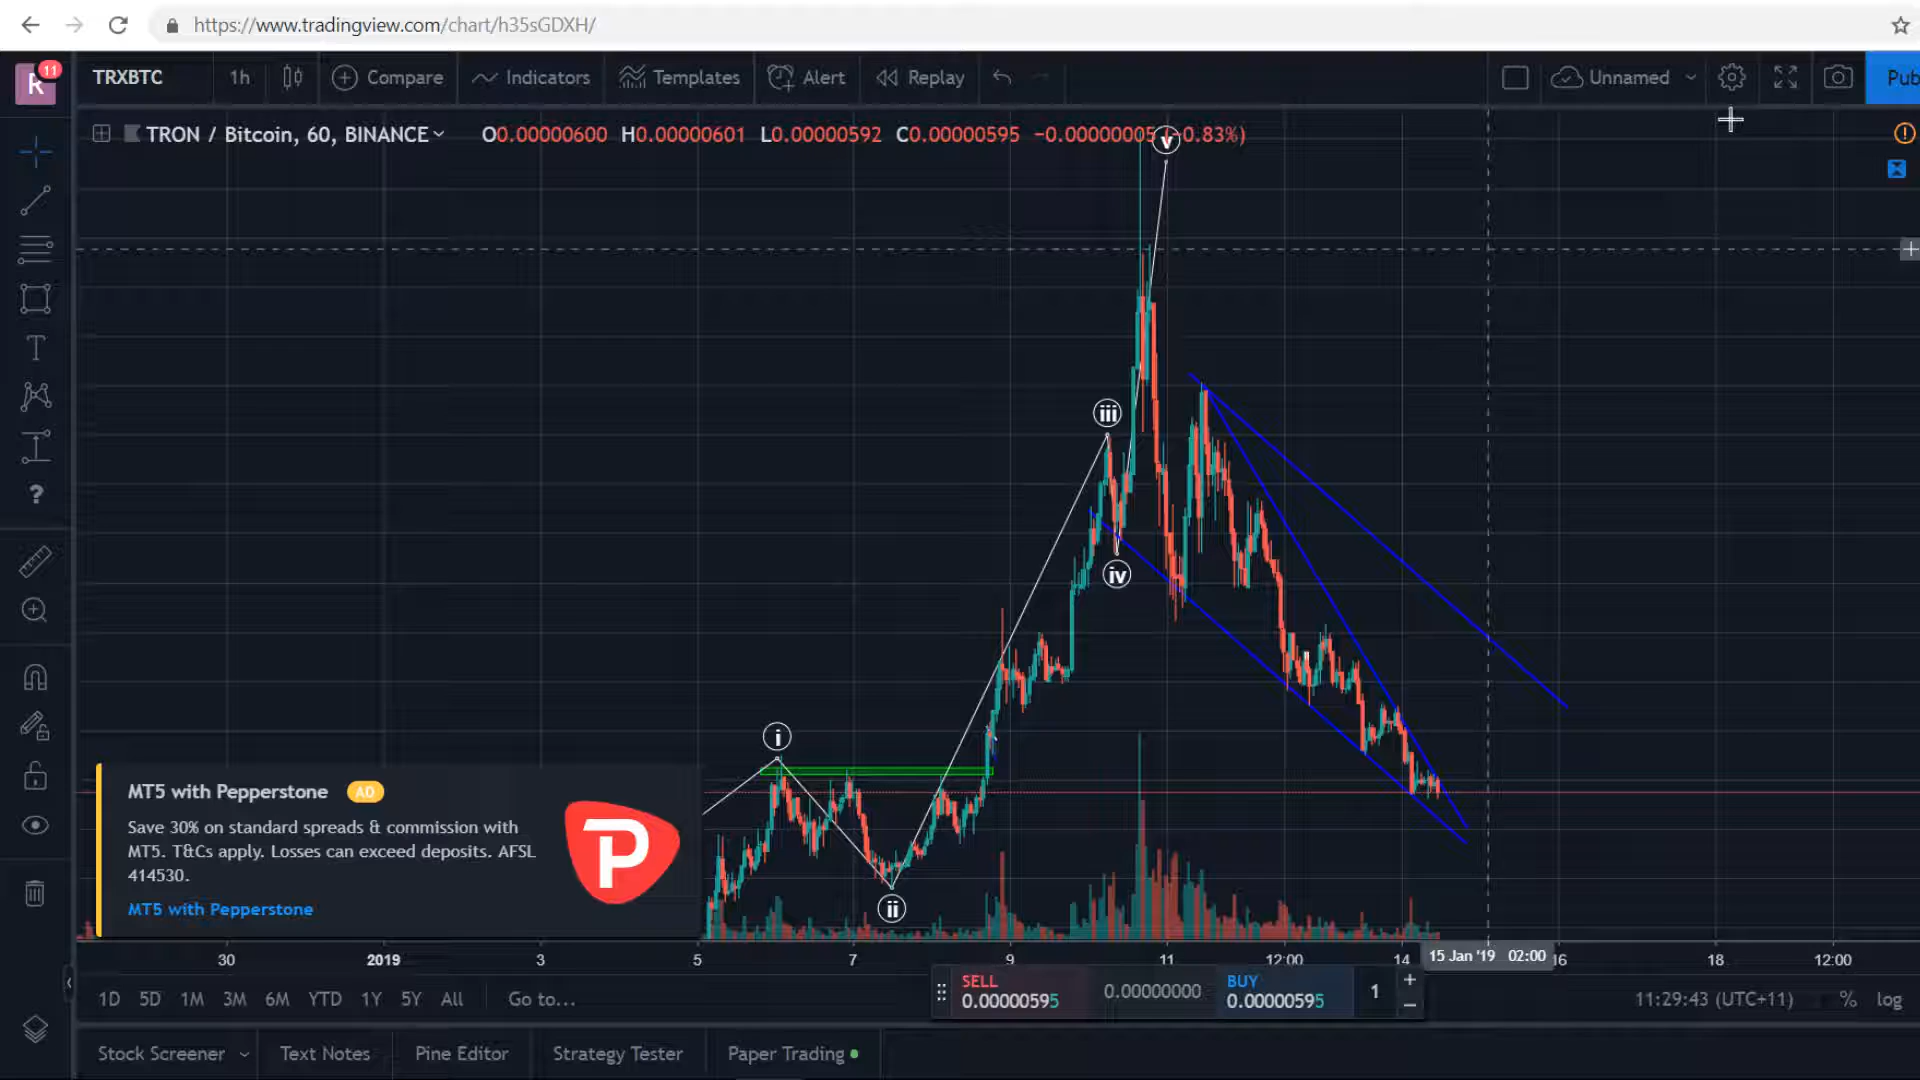 https://www.tradingview.com/chart/h35sGDXH/
R 11 TRXBTC 1h Compare Indicators Templates Alert Replay Unnamed Pub
TRON / Bitcoin, 60, BINANCE O0.00000600 H0.00000601 L0.00000592 C0.00000595 −0.00000005 0.83%)
v
iii
iv
i
ii
MT5 with Pepperstone AD
Save 30% on standard spreads & commission with
MT5. T&Cs apply. Losses can exceed deposits. AFSL
414530.
MT5 with Pepperstone
P
30 2019 3 5 7 9 11 12:00 14 15 Jan '19 02:00 16 18 12:00
1D 5D 1M 3M 6M YTD 1Y 5Y All Go to...
SELL
0.00000595
0.00000000
BUY
0.00000595
1
+
−
11:29:43 (UTC+11) % log
Stock Screener Text Notes Pine Editor Strategy Tester Paper Trading